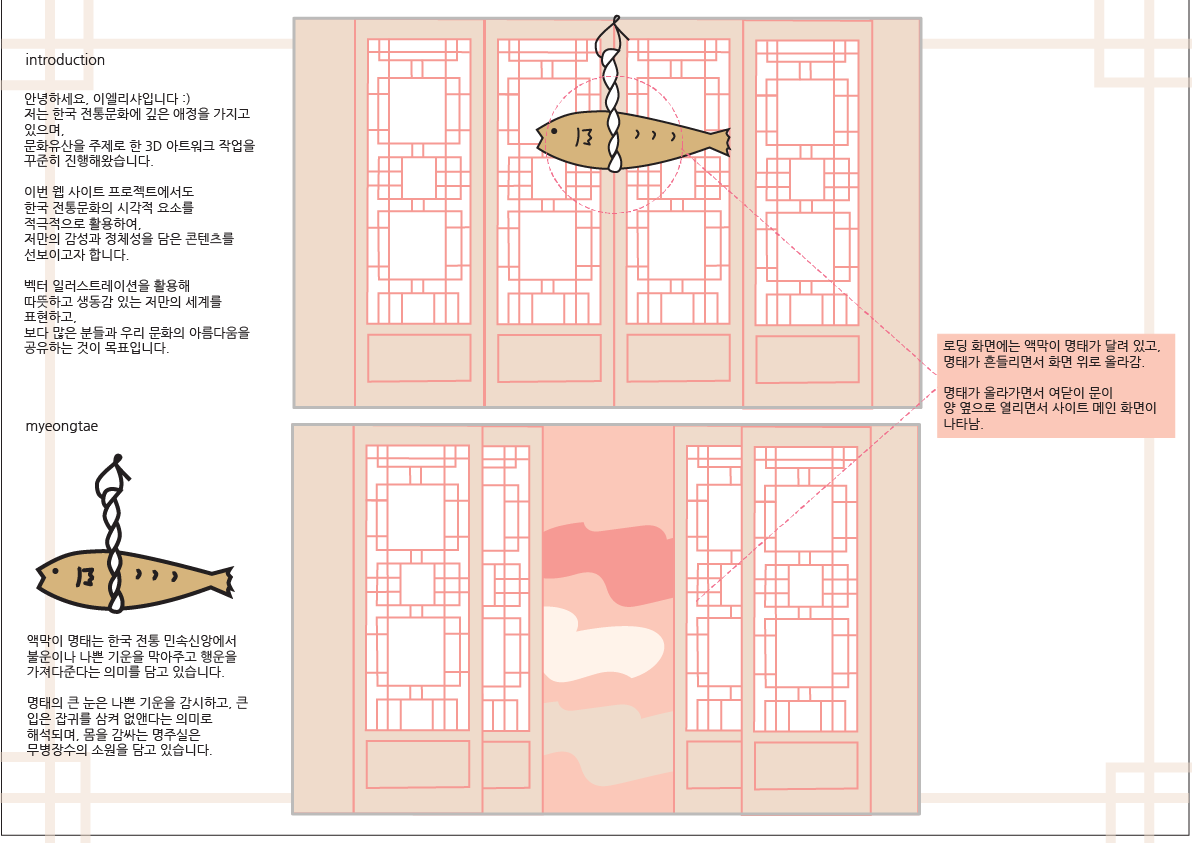 introduction
안녕하세요, 이엘리샤입니다 :)
저는 한국 전통문화에 깊은 애정을 가지고
있으며,
문화유산을 주제로 한 3D 아트워크 작업을
꾸준히 진행해왔습니다.
이번 웹 사이트 프로젝트에서도
한국 전통문화의 시각적 요소를
적극적으로 활용하여,
저만의 감성과 정체성을 담은 콘텐츠를
선보이고자 합니다.
벡터 일러스트레이션을 활용해
따뜻하고 생동감 있는 저만의 세계를
표현하고,
보다 많은 분들과 우리 문화의 아름다움을
공유하는 것이 목표입니다.
로딩 화면에는 액막이 명태가 달려 있고,
명태가 흔들리면서 화면 위로 올라감.
명태가 올라가면서 여닫이 문이
양 옆으로 열리면서 사이트 메인 화면이
나타남.
myeongtae
액막이 명태는 한국 전통 민속신앙에서
불운이나 나쁜 기운을 막아주고 행운을
가져다준다는 의미를 담고 있습니다.
명태의 큰 눈은 나쁜 기운을 감시하고, 큰
입은 잡귀를 삼켜 없앤다는 의미로
해석되며, 몸을 감싸는 명주실은
무병장수의 소원을 담고 있습니다.